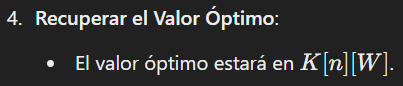 4. Recuperar el Valor Óptimo:
• El valor óptimo estará en K[n][W].